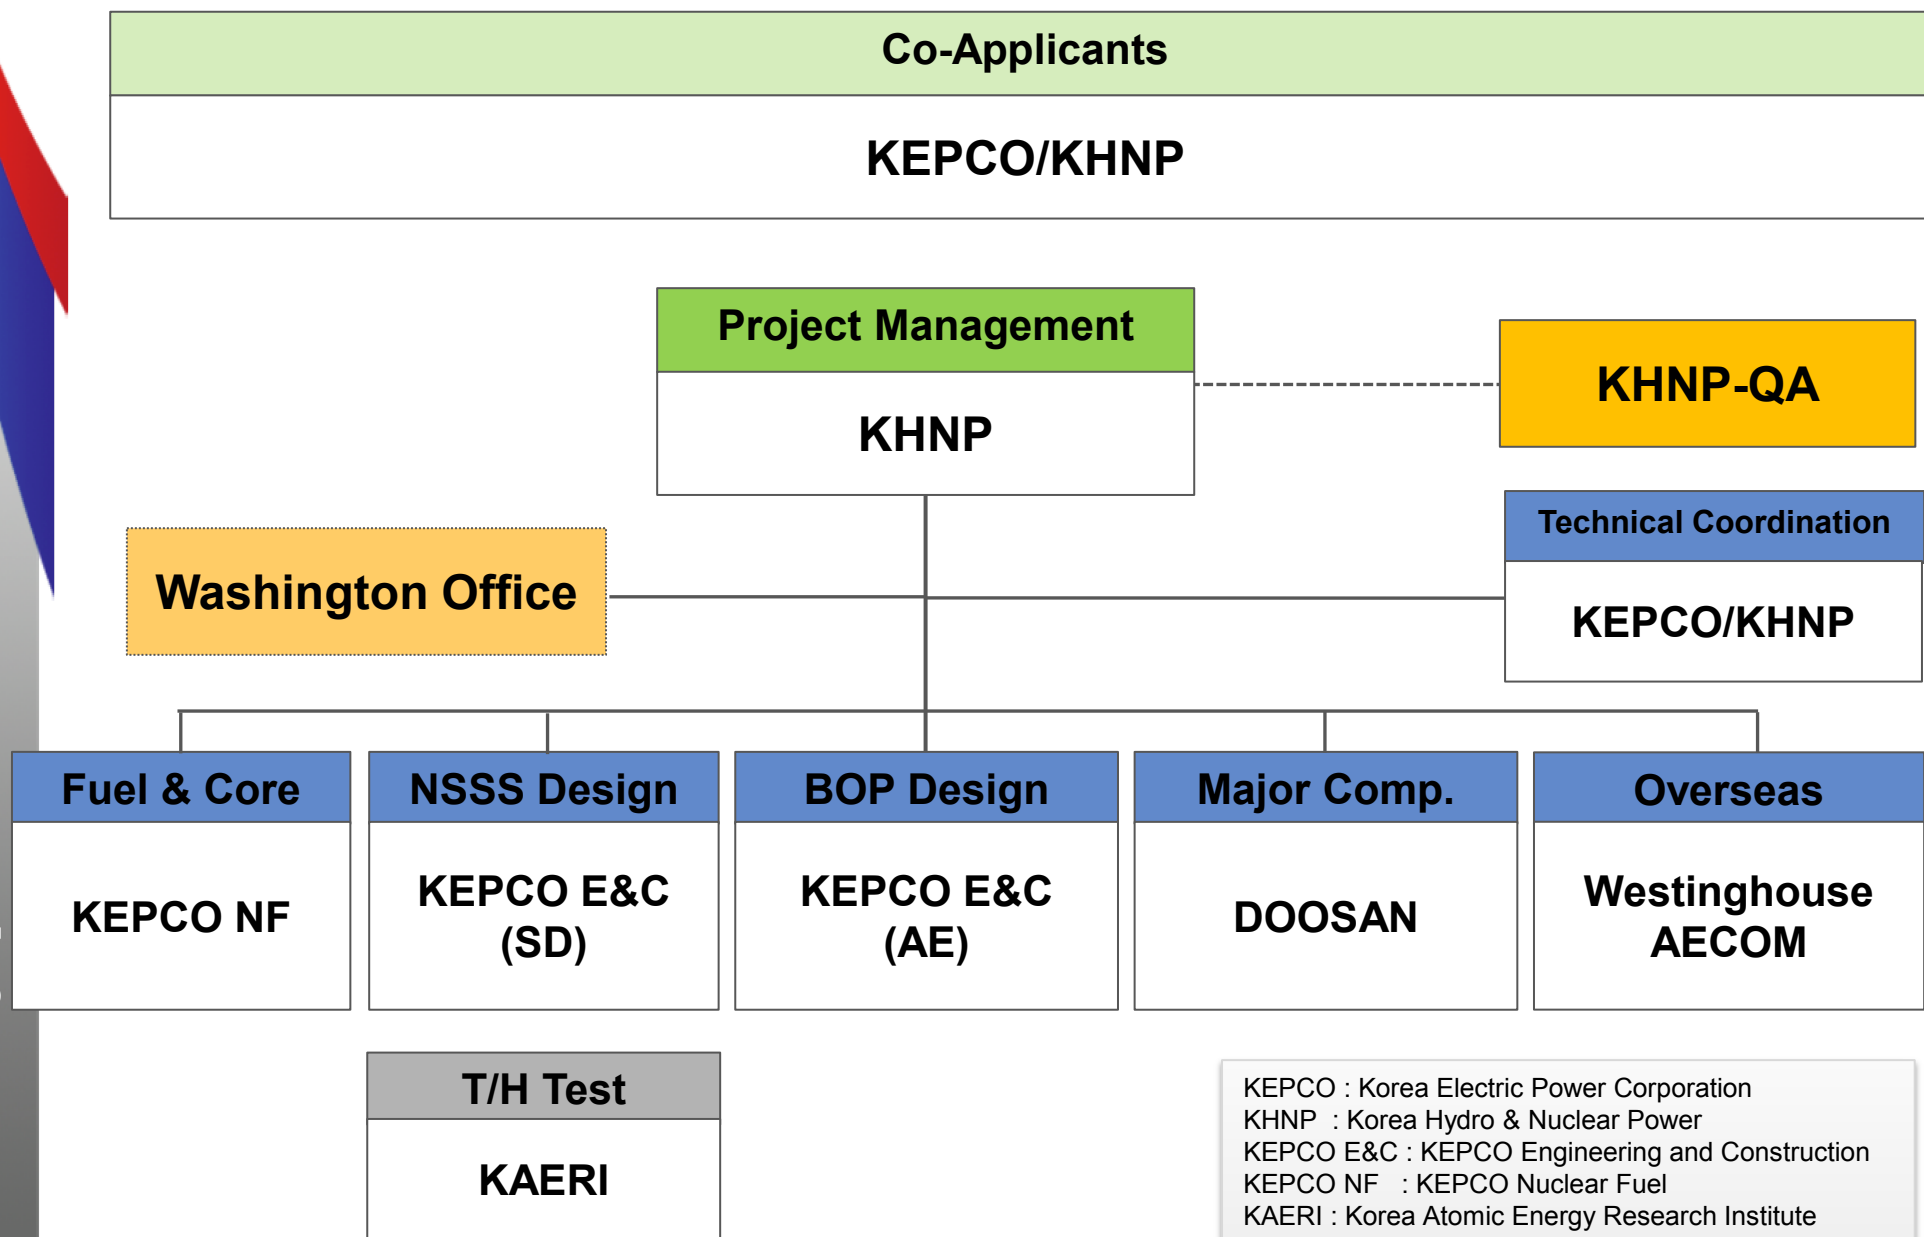 Co-Applicants
KEPCO/KHNP
Project Management
KHNP
KHNP-QA
Technical Coordination
KEPCO/KHNP
Washington Office
Fuel & Core
KEPCO NF
NSSS Design
KEPCO E&C
(SD)
BOP Design
KEPCO E&C
(AE)
Major Comp.
DOOSAN
Overseas
Westinghouse
AECOM
T/H Test
KAERI
KEPCO : Korea Electric Power Corporation
KHNP : Korea Hydro & Nuclear Power
KEPCO E&C : KEPCO Engineering and Construction
KEPCO NF : KEPCO Nuclear Fuel
KAERI : Korea Atomic Energy Research Institute